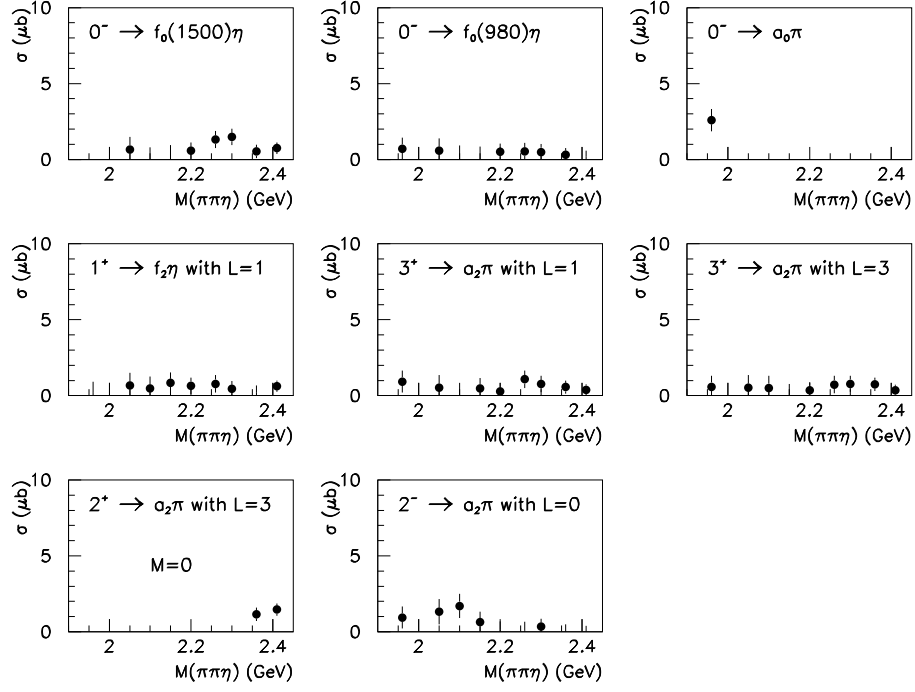 10
σ (μb)
0⁻ → f₀(1500)η
5
0
2
2.2
2.4
M(ππη) (GeV)
10
σ (μb)
0⁻ → f₀(980)η
5
0
2
2.2
2.4
M(ππη) (GeV)
10
σ (μb)
0⁻ → a₀π
5
0
2
2.2
2.4
M(ππη) (GeV)
10
σ (μb)
1⁺ → f₂η with L=1
5
0
2
2.2
2.4
M(ππη) (GeV)
10
σ (μb)
3⁺ → a₂π with L=1
5
0
2
2.2
2.4
M(ππη) (GeV)
10
σ (μb)
3⁺ → a₂π with L=3
5
0
2
2.2
2.4
M(ππη) (GeV)
10
σ (μb)
2⁺ → a₂π with L=3
5
M=0
0
2
2.2
2.4
M(ππη) (GeV)
10
σ (μb)
2⁻ → a₂π with L=0
5
0
2
2.2
2.4
M(ππη) (GeV)